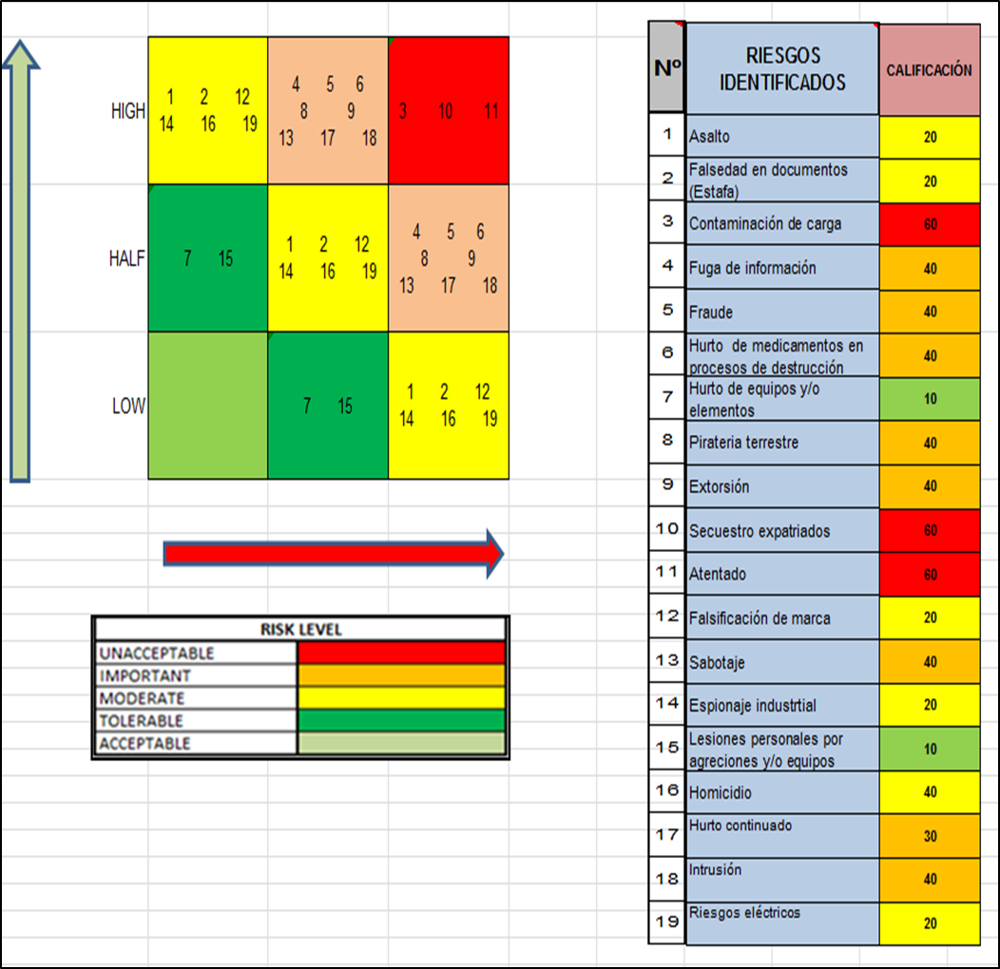 HIGH
1 2 12
14 16 19
4 5 6
8 9
13 17 18
3 10 11
HALF
7 15
1 2 12
14 16 19
4 5 6
8 9
13 17 18
LOW
7 15
1 2 12
14 16 19
RISK LEVEL
UNACCEPTABLE
IMPORTANT
MODERATE
TOLERABLE
ACCEPTABLE
Nº
RIESGOS
IDENTIFICADOS
CALIFICACIÓN
1 Asalto 20
2 Falsedad en documentos
(Estafa) 20
3 Contaminación de carga 60
4 Fuga de información 40
5 Fraude 40
6 Hurto de medicamentos en
procesos de destrucción 40
7 Hurto de equipos y/o
elementos 10
8 Pirateria terrestre 40
9 Extorsión 40
10 Secuestro expatriados 60
11 Atentado 60
12 Falsificación de marca 20
13 Sabotaje 40
14 Espionaje industrtial 20
15 Lesiones personales por
agreciones y/o equipos 10
16 Homicidio 40
17 Hurto continuado 30
18 Intrusión 40
19 Riesgos eléctricos 20